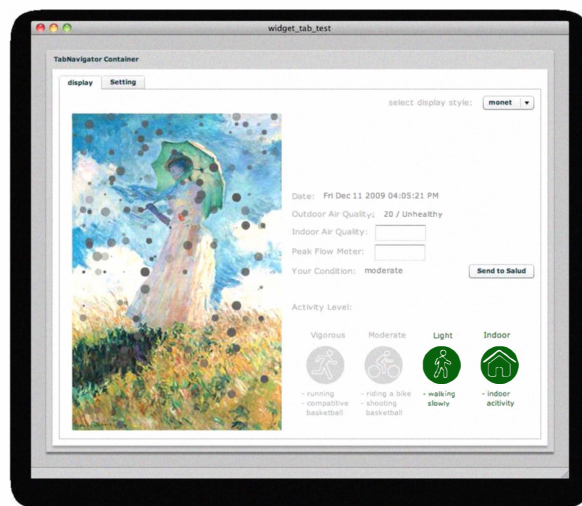 widget_tab_test
TabNavigator Container
display Setting
select display style: monet
Date: Fri Dec 11 2009 04:05:21 PM
Outdoor Air Quality: 20 / Unhealthy
Indoor Air Quality:
Peak Flow Meter:
Your Condition: moderate Send to Salud
Activity Level:
Vigorous Moderate Light Indoor
- running - riding a bike - walking - indoor
- compatitive - shooting slowly acitivity
basketball basketball